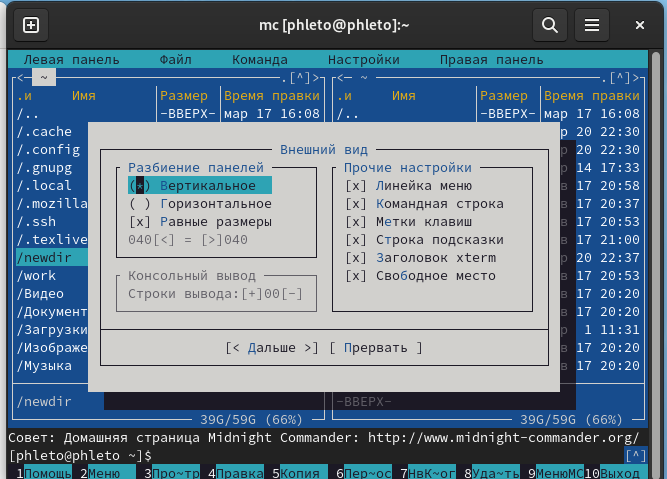 mc [phleto@phleto]:~
Левая панель Файл Команда Настройки Правая панель
<─ ~ .[^]> <─ ~ .[^]>
.и Имя Размер Время правки .и Имя Размер Время правки
/.. -ВВЕРХ- мар 17 16:08 /.. -ВВЕРХ- мар 17 16:08
/.cache р 20 22:30
/.config р 20 22:30
/.gnupg в 14 17:33
/.local в 17 20:58
/.mozilla в 17 20:37
/.ssh в 17 20:53
/.texlive в 17 21:00
/newdir р 20 22:37
/work в 17 20:53
/Видео в 17 20:20
/Документ в 17 20:20
/Загрузки р 1 11:31
/Изображе в 17 20:20
/Музыка в 17 20:20
Внешний вид
Разбиение панелей
(*) Вертикальное
( ) Горизонтальное
[x] Равные размеры
040[<] = [>]040
Консольный вывод
Строки вывода:[+]00[-]
Прочие настройки
[x] Линейка меню
[x] Командная строка
[x] Метки клавиш
[x] Строка подсказки
[x] Заголовок xterm
[x] Свободное место
[< Дальше >] [ Прервать ]
/newdir -ВВЕРХ-
39G/59G (66%) 39G/59G (66%)
Совет: Домашняя страница Midnight Commander: http://www.midnight-commander.org/
[phleto@phleto ~]$ [^]
1Помощь 2Меню 3Про~тр 4Правка 5Копия 6Пер~ос 7НвК~ог 8Уда~ть 9МенюМС 10Выход